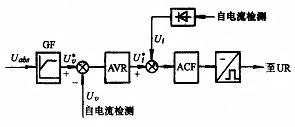 自电流检测
GF
U_i
U_abs
U_v^*
AVR
U_i^*
ACF
至UR
+
−
+
−
U_v
自电流检测